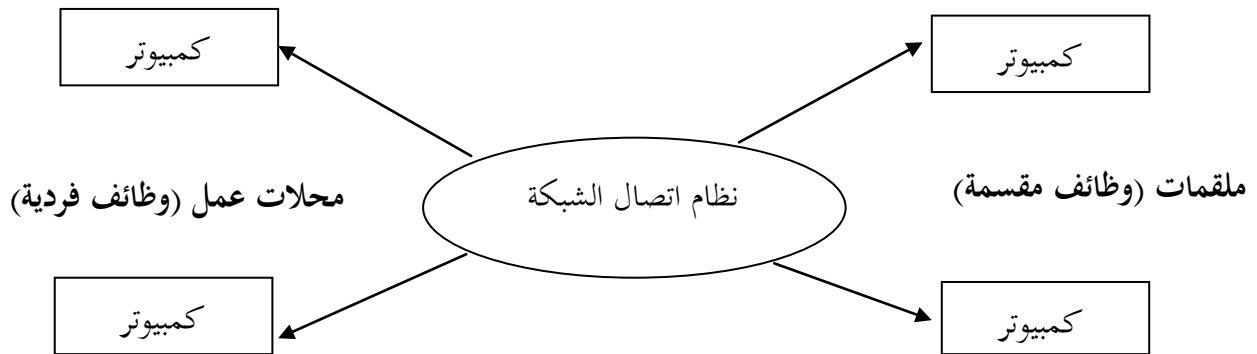 كمبيوتر
كمبيوتر
ملقمات (وظائف مقسمة)
نظام اتصال الشبكة
محلات عمل (وظائف فردية)
كمبيوتر
كمبيوتر